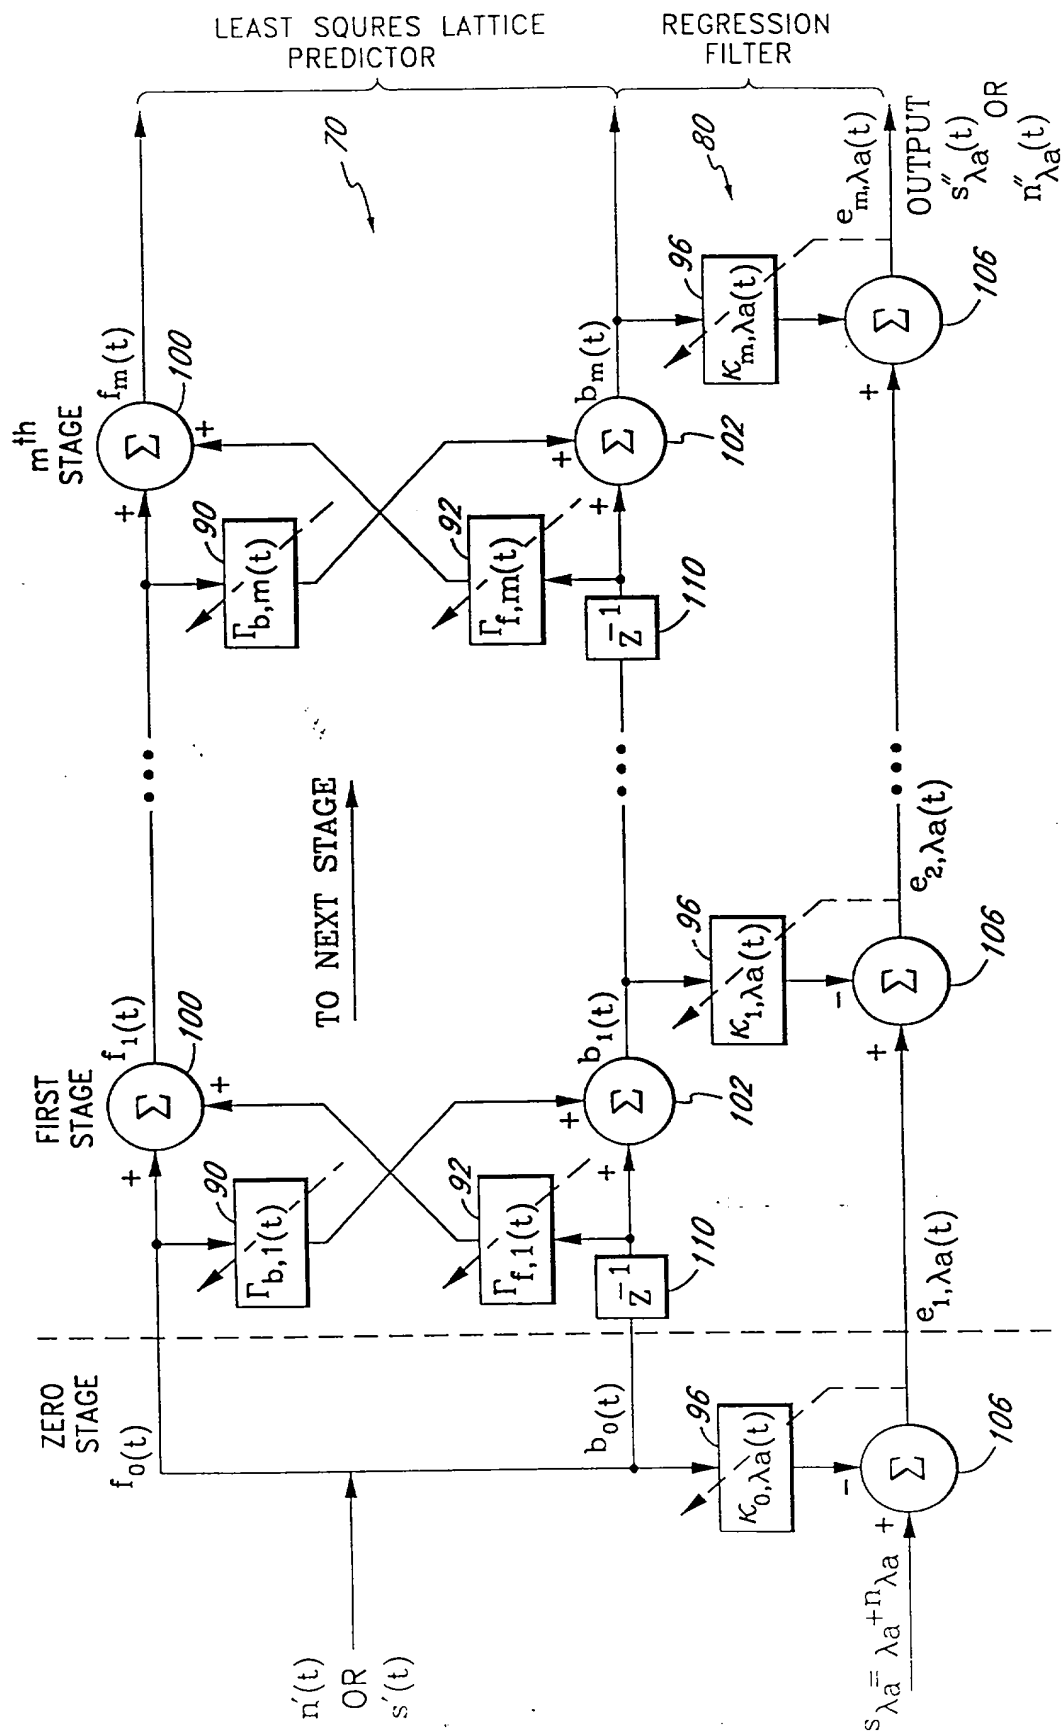 LEAST SQURES LATTICE
PREDICTOR
REGRESSION
FILTER
70
80
ZERO
STAGE
FIRST
STAGE
mth
STAGE
f0(t)
f1(t)
100
fm(t)
100
+
+
+
+
90
Γb,1(t)
90
Γb,m(t)
TO NEXT STAGE
n′(t)
OR
s′(t)
92
Γf,1(t)
92
Γf,m(t)
Σ
Σ
b0(t)
z-1
110
+
+
Σ
102
b1(t)
z-1
110
+
+
Σ
102
bm(t)
96
κ0,λa(t)
96
κ1,λa(t)
96
κm,λa(t)
+
-
Σ
106
e1,λa(t)
+
-
Σ
106
e2,λa(t)
+
Σ
106
em,λa(t)
OUTPUT
s″λa(t) OR
n″λa(t)